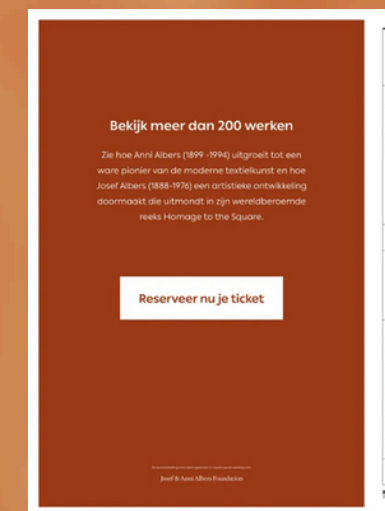 Bekijk meer dan 200 werken
Zie hoe Anni Albers (1899 -1994) uitgroeit tot een
ware pionier van de moderne textielkunst en hoe
Josef Albers (1888-1976) een artistieke ontwikkeling
doormaakt die uitmondt in zijn wereldberoemde
reeks Homage to the Square.
Reserveer nu je ticket
Josef & Anni Albers Foundation